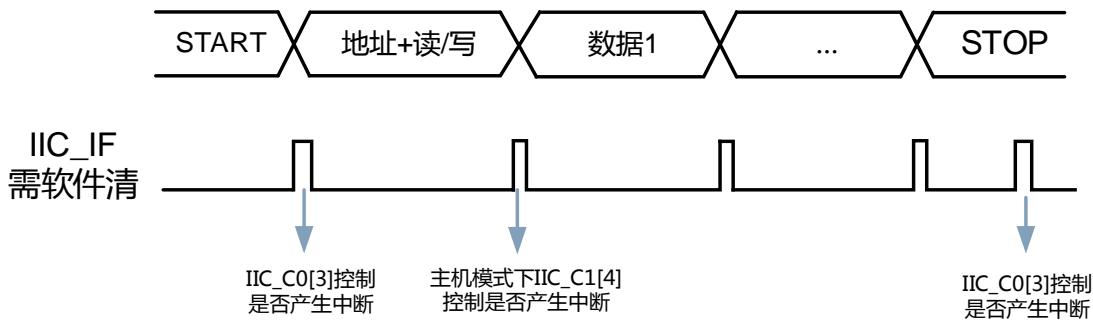 START 地址+读/写 数据1 ... STOP
IIC_IF
需软件清
IIC_C0[3]控制
是否产生中断
主机模式下IIC_C1[4]
控制是否产生中断
IIC_C0[3]控制
是否产生中断